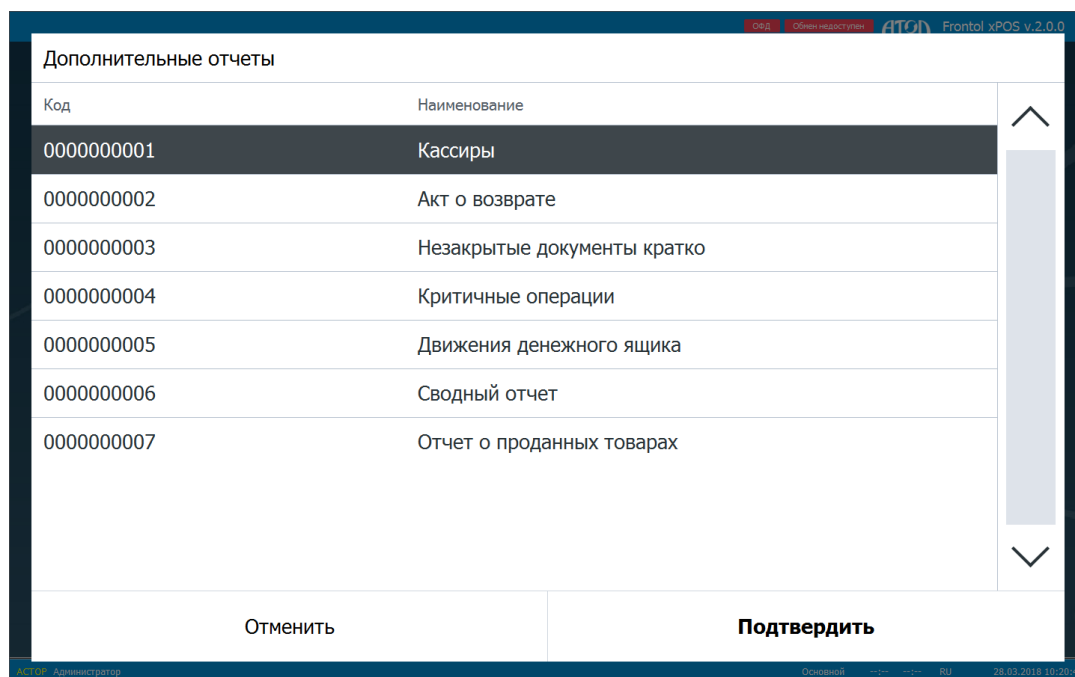 ОФД Обмен недоступен АТОЛ Frontol xPOS v.2.0.0
Дополнительные отчеты
Код Наименование
0000000001 Кассиры
0000000002 Акт о возврате
0000000003 Незакрытые документы кратко
0000000004 Критичные операции
0000000005 Движения денежного ящика
0000000006 Сводный отчет
0000000007 Отчет о проданных товарах
Отменить Подтвердить
АСТОР Администратор Основной --:-- --:-- RU 28.03.2018 10:20: